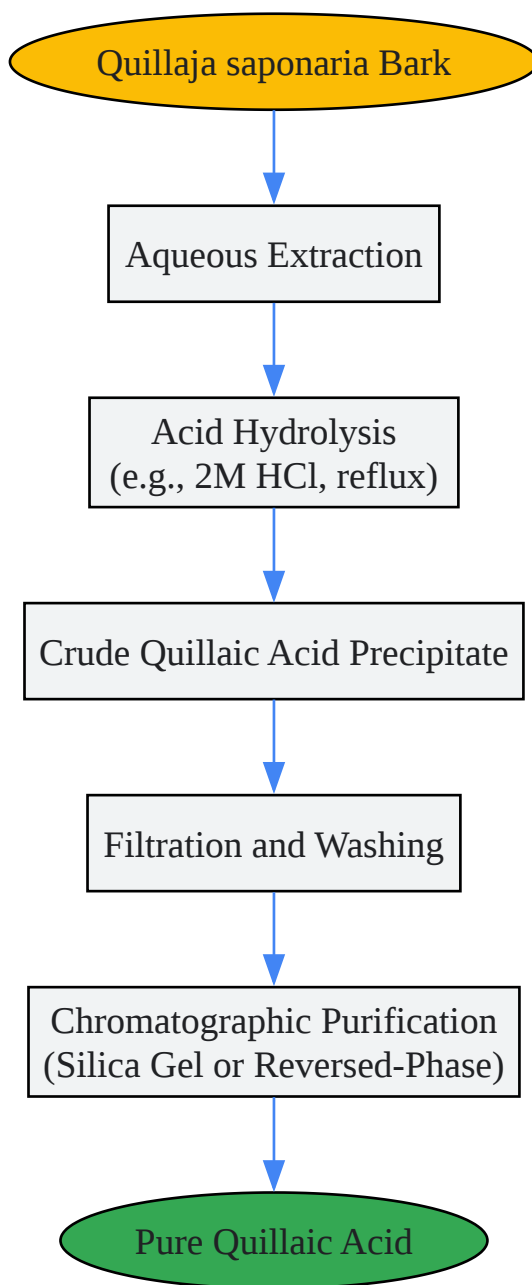 Quillaja saponaria Bark
Aqueous Extraction
Acid Hydrolysis
(e.g., 2M HCl, reflux)
Crude Quillaic Acid Precipitate
Filtration and Washing
Chromatographic Purification
(Silica Gel or Reversed-Phase)
Pure Quillaic Acid